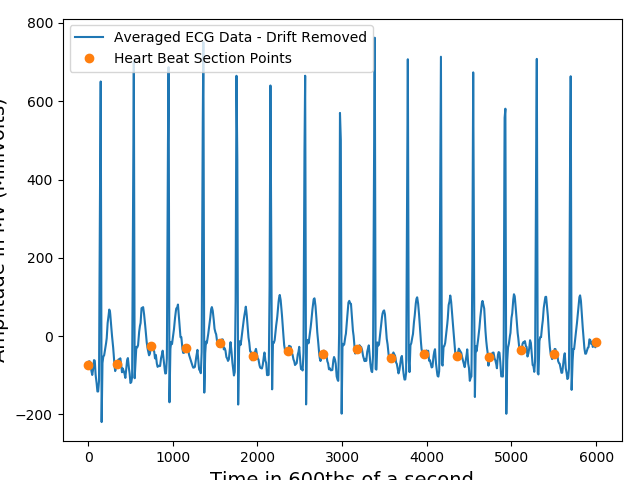 Averaged ECG Data - Drift Removed
Heart Beat Section Points
800
600
400
200
0
−200
Amplitude in MV (Millivolts)
0 1000 2000 3000 4000 5000 6000
Time in 600ths of a second